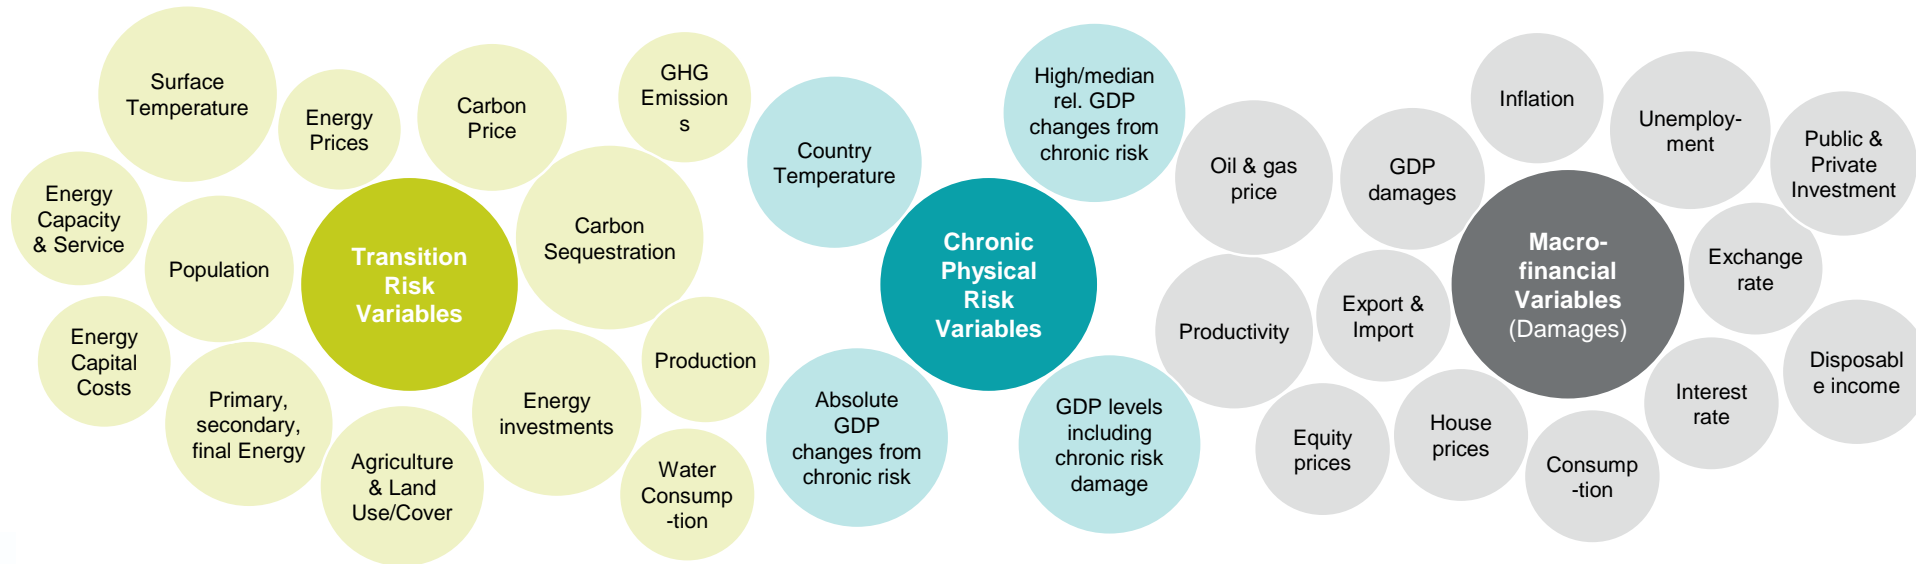 Surface
Temperature
Energy
Prices
Carbon
Price
GHG
Emission
s
Energy
Capacity
& Service
Population
Transition
Risk
Variables
Carbon
Sequestration
Energy
Capital
Costs
Primary,
secondary,
final Energy
Agriculture
& Land
Use/Cover
Energy
investments
Production
Water
Consump
-tion
Country
Temperature
High/median
rel. GDP
changes from
chronic risk
Chronic
Physical
Risk
Variables
Absolute
GDP
changes from
chronic risk
GDP levels
including
chronic risk
damage
Oil & gas
price
GDP
damages
Inflation
Unemploy-
ment
Public &
Private
Investment
Productivity
Export &
Import
Macro-
financial
Variables
(Damages)
Exchange
rate
Equity
prices
House
prices
Consump
-tion
Interest
rate
Disposabl
e income